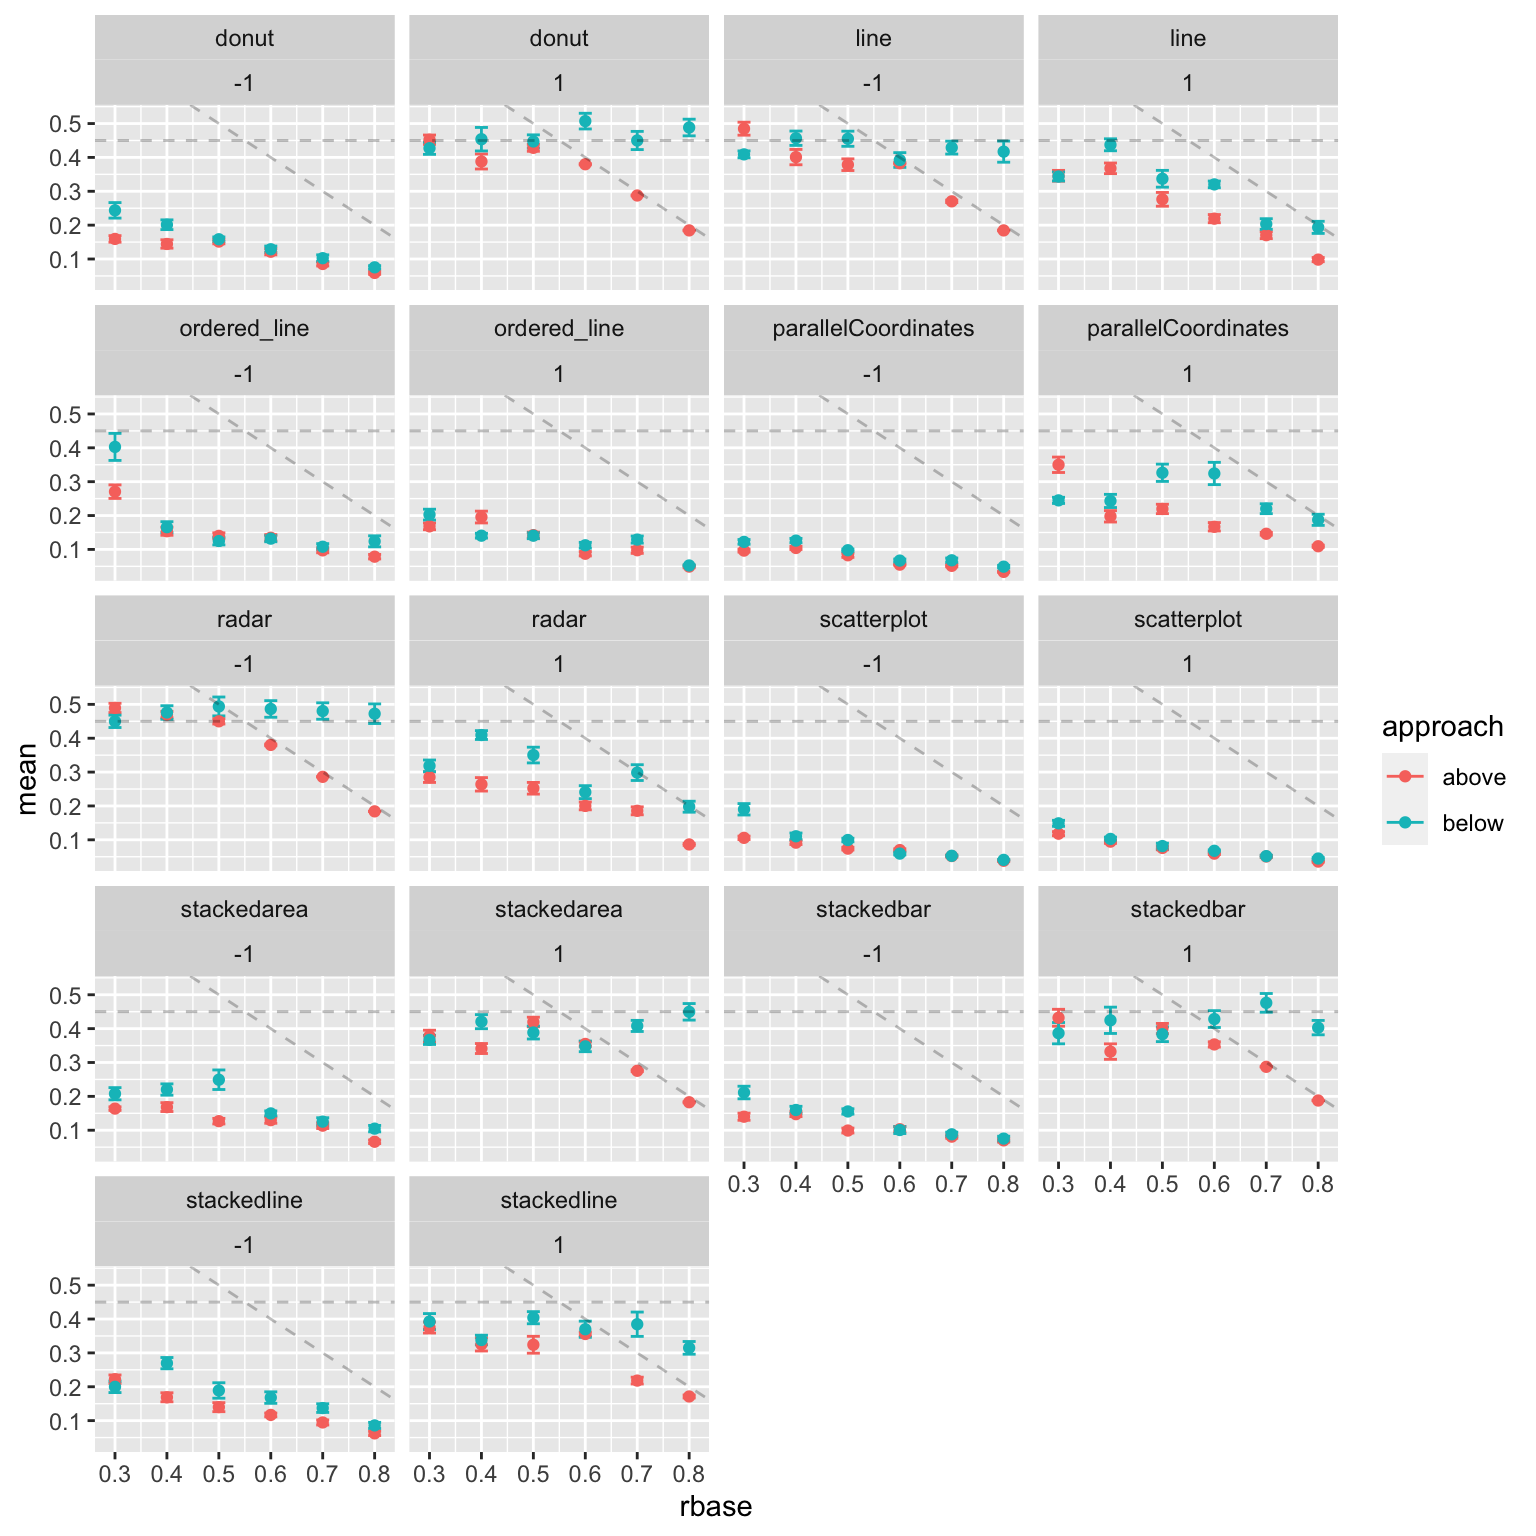 donut donut line line
-1 1 -1 1
0.5
0.4
0.3
0.2
0.1
ordered_line ordered_line parallelCoordinates parallelCoordinates
-1 1 -1 1
0.5
0.4
0.3
0.2
0.1
radar radar scatterplot scatterplot
-1 1 -1 1
0.5
0.4
0.3
0.2
0.1
mean
approach
above
below
stackedarea stackedarea stackedbar stackedbar
-1 1 -1 1
0.5
0.4
0.3
0.2
0.1
0.3 0.4 0.5 0.6 0.7 0.8 0.3 0.4 0.5 0.6 0.7 0.8
stackedline stackedline
-1 1
0.5
0.4
0.3
0.2
0.1
0.3 0.4 0.5 0.6 0.7 0.8 0.3 0.4 0.5 0.6 0.7 0.8
rbase